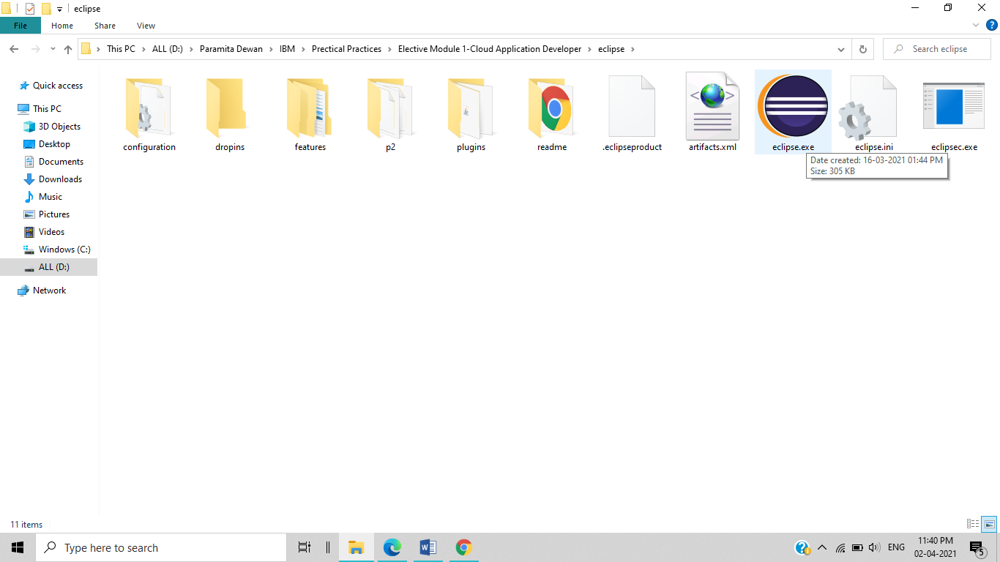 eclipse
File Home Share View
This PC ALL (D:) Paramita Dewan IBM Prectical Practices Elective Module 1-Cloud Application Developer eclipse
Search eclipse
Quick access
This PC
3D Objects
Desktop
Documents
Downloads
Music
Pictures
Videos
Windows (C:)
ALL (D:)
Network
configuration dropins features p2 plugins readme .eclipseproduct artifacts.xml eclipse.exe eclipse.ini eclipsec.exe
Date created: 16-03-2021 01:44 PM
Size: 305 KB
11 items
Type here to search
ENG
11:40 PM
02-04-2021
5